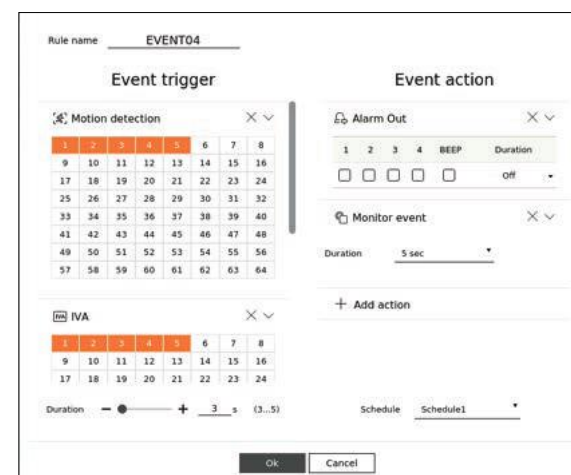 Rule name EVENT04
Event trigger
Motion detection
1 2 3 4 5 6 7 8
9 10 11 12 13 14 15 16
17 18 19 20 21 22 23 24
25 26 27 28 29 30 31 32
33 34 35 36 37 38 39 40
41 42 43 44 45 46 47 48
49 50 51 52 53 54 55 56
57 58 59 60 61 62 63 64
IVA IVA
1 2 3 4 5 6 7 8
9 10 11 12 13 14 15 16
17 18 19 20 21 22 23 24
Duration 3 s (3...5)
Event action
Alarm Out
1 2 3 4 BEEP Duration
Off
Monitor event
Duration 5 sec
+ Add action
Schedule Schedule1
Ok Cancel